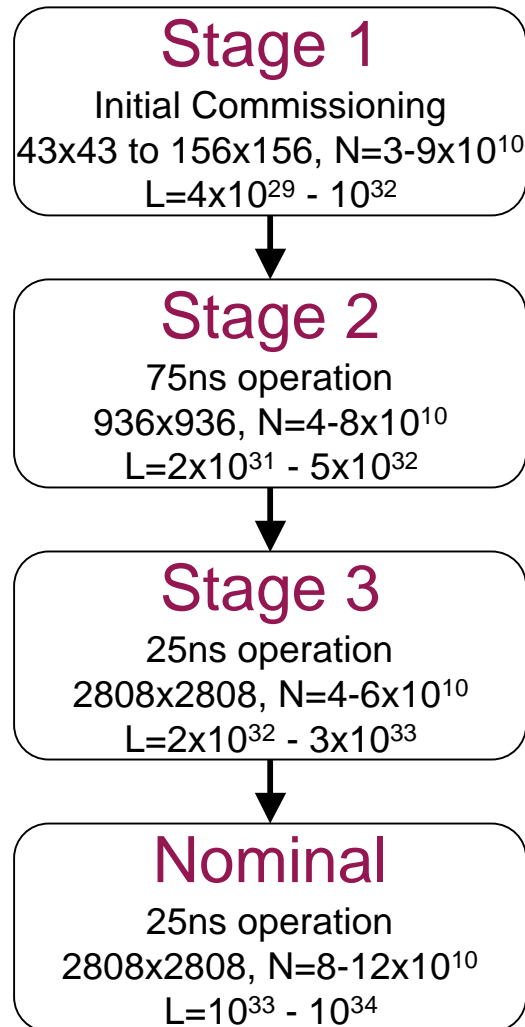 Stage 1
Initial Commissioning
43x43 to 156x156, N=3-9x10¹⁰
L=4x10²⁹ - 10³²
Stage 2
75ns operation
936x936, N=4-8x10¹⁰
L=2x10³¹ - 5x10³²
Stage 3
25ns operation
2808x2808, N=4-6x10¹⁰
L=2x10³² - 3x10³³
Nominal
25ns operation
2808x2808, N=8-12x10¹⁰
L=10³³ - 10³⁴